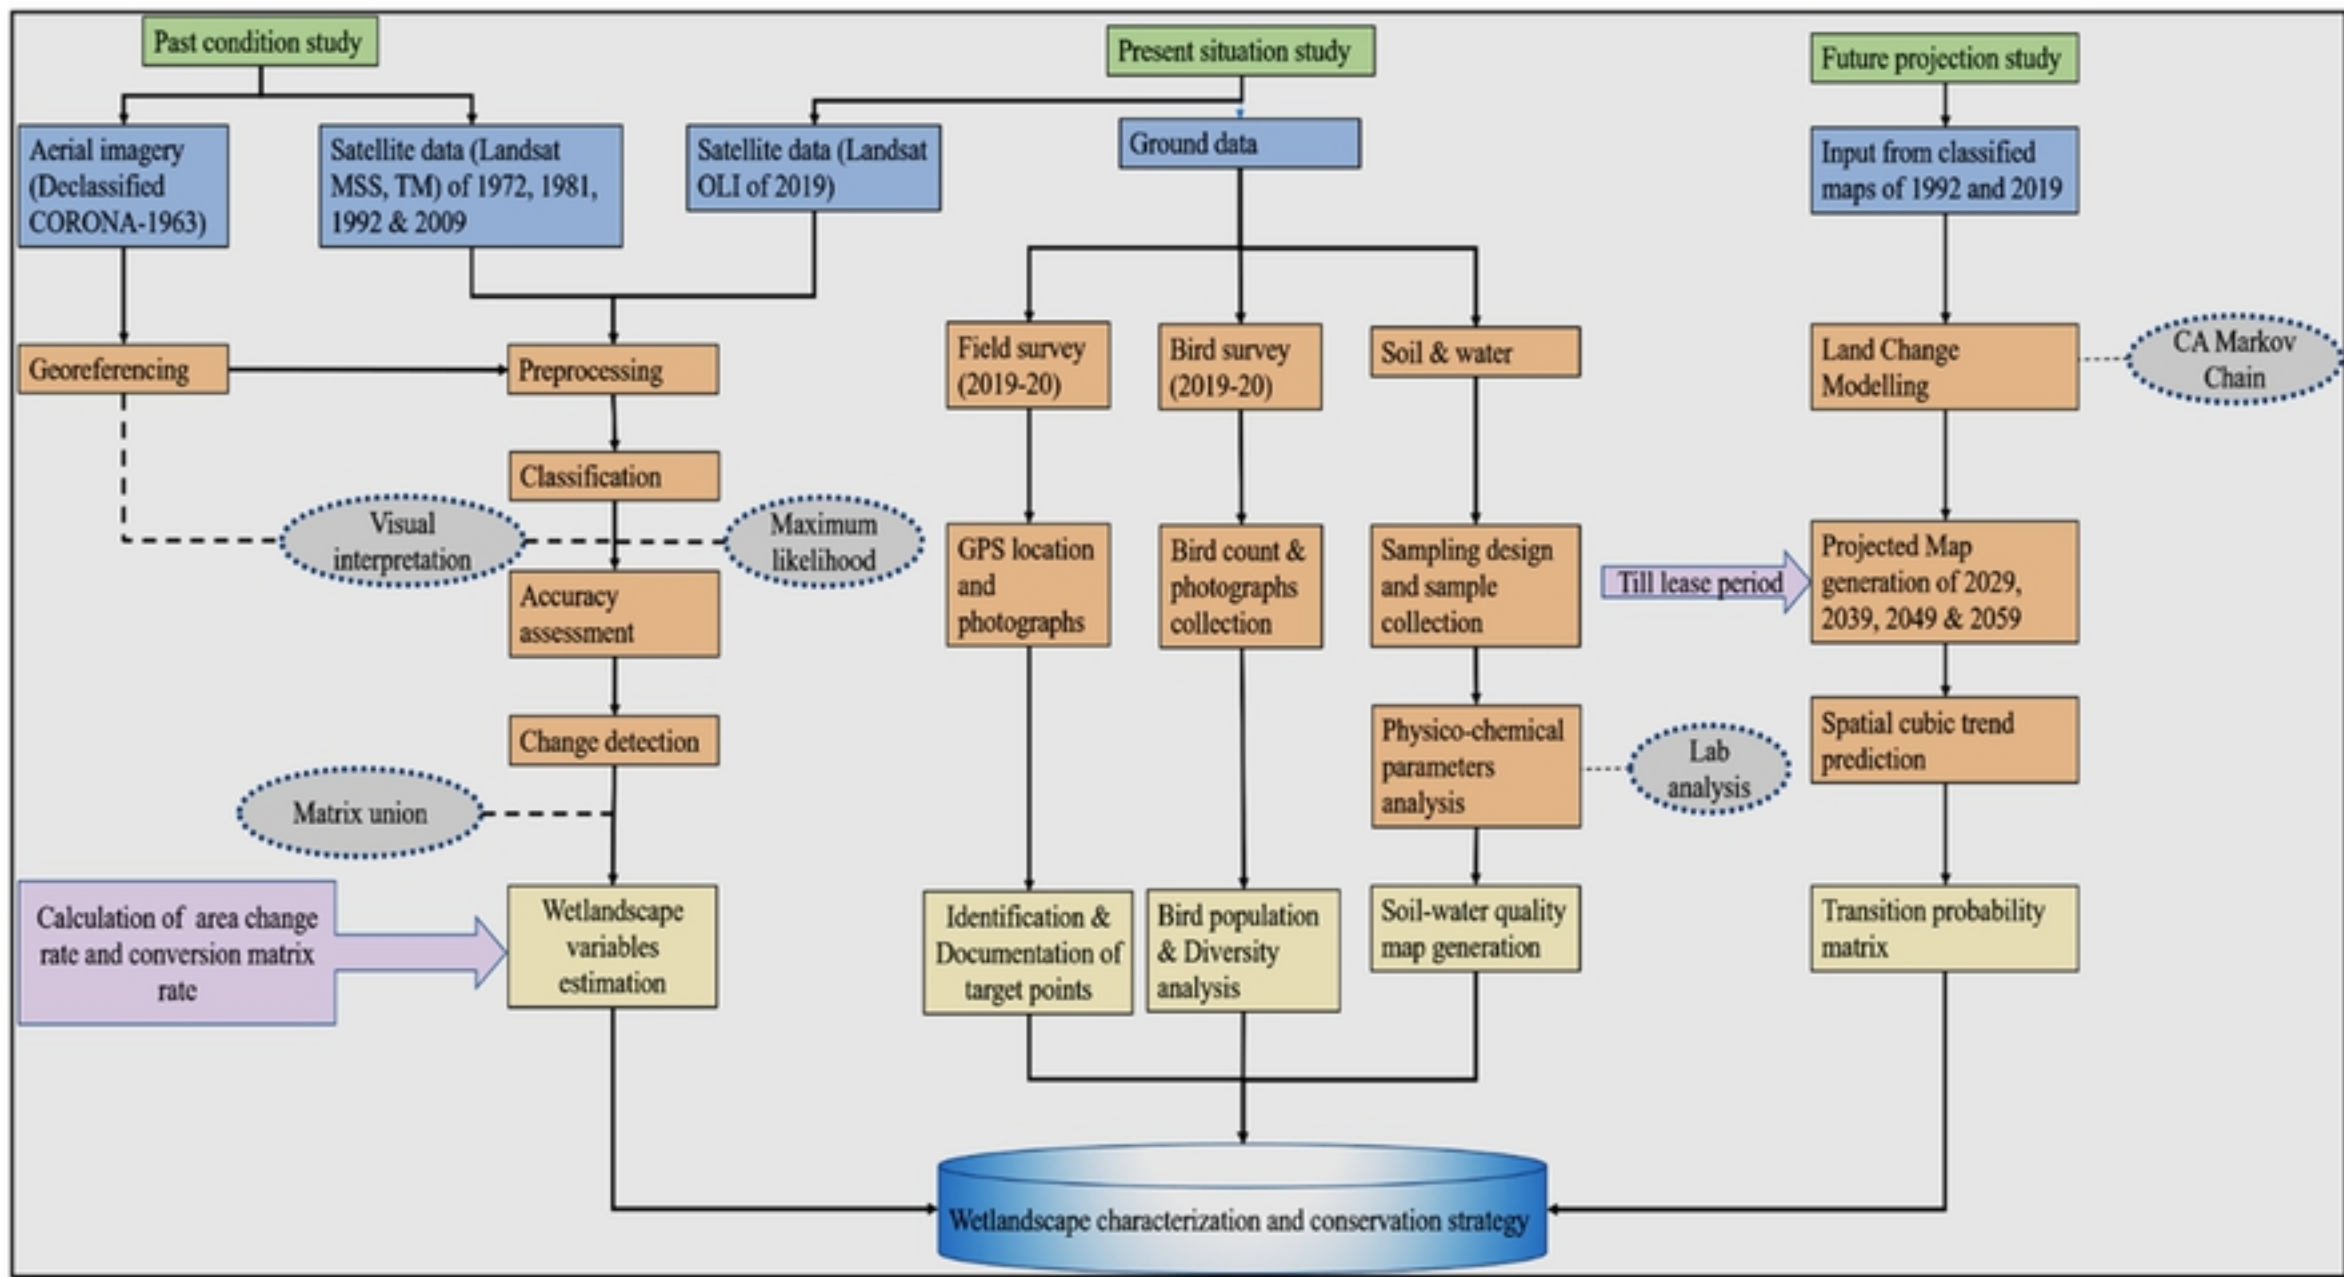 Past condition study
Present situation study
Future projection study
Aerial imagery
(Declassified
CORONA-1963)
Satellite data (Landsat
MSS, TM) of 1972, 1981,
1992 & 2009
Satellite data (Landsat
OLI of 2019)
Ground data
Input from classified
maps of 1992 and 2019
Georeferencing
Preprocessing
Field survey
(2019-20)
Bird survey
(2019-20)
Soil & water
Land Change
Modelling
CA Markov
Chain
Classification
Visual
interpretation
Maximum
likelihood
GPS location
and
photographs
Bird count &
photographs
collection
Sampling design
and sample
collection
Till lease period
Projected Map
generation of 2029,
2039, 2049 & 2059
Accuracy
assessment
Change detection
Physico-chemical
parameters
analysis
Lab
analysis
Spatial cubic trend
prediction
Matrix union
Calculation of area change
rate and conversion matrix
rate
Wetlandscape
variables
estimation
Identification &
Documentation of
target points
Bird population
& Diversity
analysis
Soil-water quality
map generation
Transition probability
matrix
Wetlandscape characterization and conservation strategy